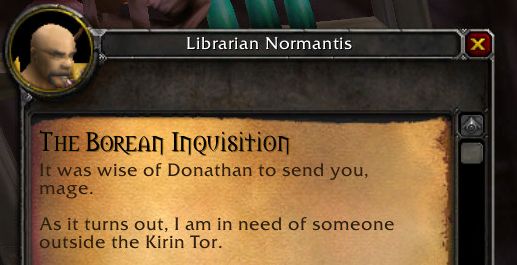 Librarian Normantis
The Borean Inquisition
It was wise of Donathan to send you,
mage.
As it turns out, I am in need of someone
outside the Kirin Tor.